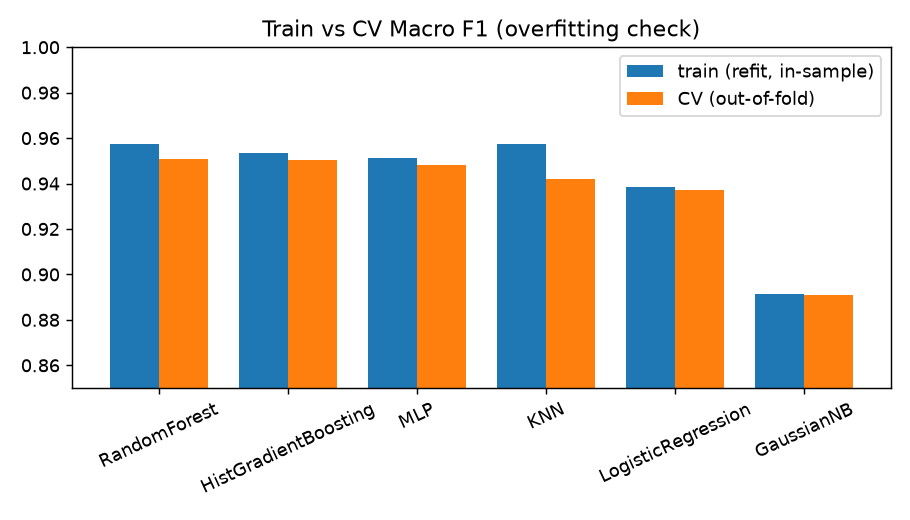 Train vs CV Macro F1 (overfitting check)
1.00
0.98
0.96
0.94
0.92
0.90
0.88
0.86
train (refit, in-sample)
CV (out-of-fold)
RandomForest
HistGradientBoosting
MLP
KNN
LogisticRegression
GaussianNB